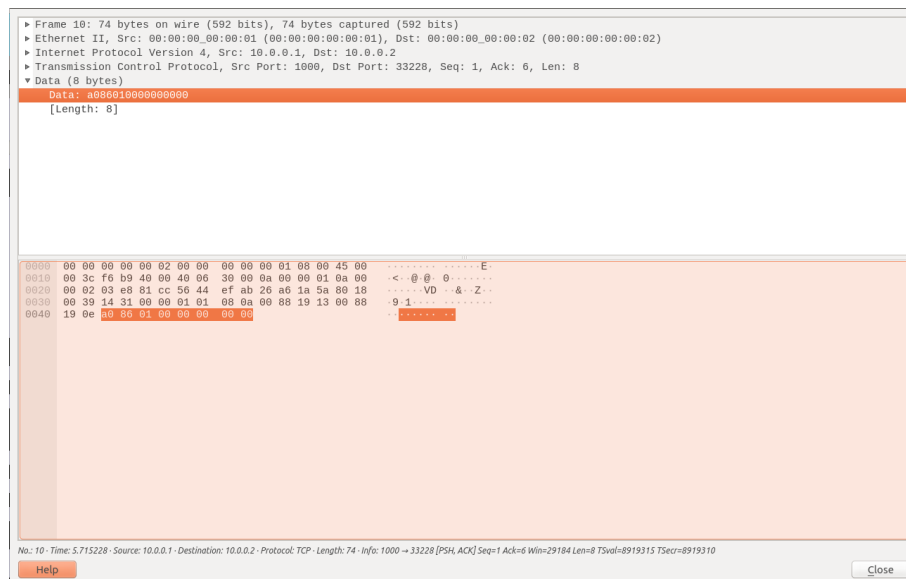 Frame 10: 74 bytes on wire (592 bits), 74 bytes captured (592 bits)
Ethernet II, Src: 00:00:00_00:00:01 (00:00:00:00:00:01), Dst: 00:00:00_00:00:02 (00:00:00:00:00:02)
Internet Protocol Version 4, Src: 10.0.0.1, Dst: 10.0.0.2
Transmission Control Protocol, Src Port: 1000, Dst Port: 33228, Seq: 1, Ack: 6, Len: 8
Data (8 bytes)
Data: a086010000000000
[Length: 8]
0000 00 00 00 00 00 02 00 00 00 00 00 01 08 00 45 00 ········ ······E·
0010 00 3c f6 b9 40 00 40 06 30 00 0a 00 00 01 0a 00 ·<··@·@· 0·······
0020 00 02 03 e8 81 cc 56 44 ef ab 26 a6 1a 5a 80 18 ······VD ··&··Z··
0030 00 39 14 31 00 00 01 01 08 0a 00 88 19 13 00 88 ·9·1···· ········
0040 19 0e a0 86 01 00 00 00 00 00 ········ ··
No.: 10 · Time: 5.715228 · Source: 10.0.0.1 · Destination: 10.0.0.2 · Protocol: TCP · Length: 74 · Info: 1000 → 33228 [PSH, ACK] Seq=1 Ack=6 Win=29184 Len=8 TSval=8919315 TSecr=8919310
Help
Close